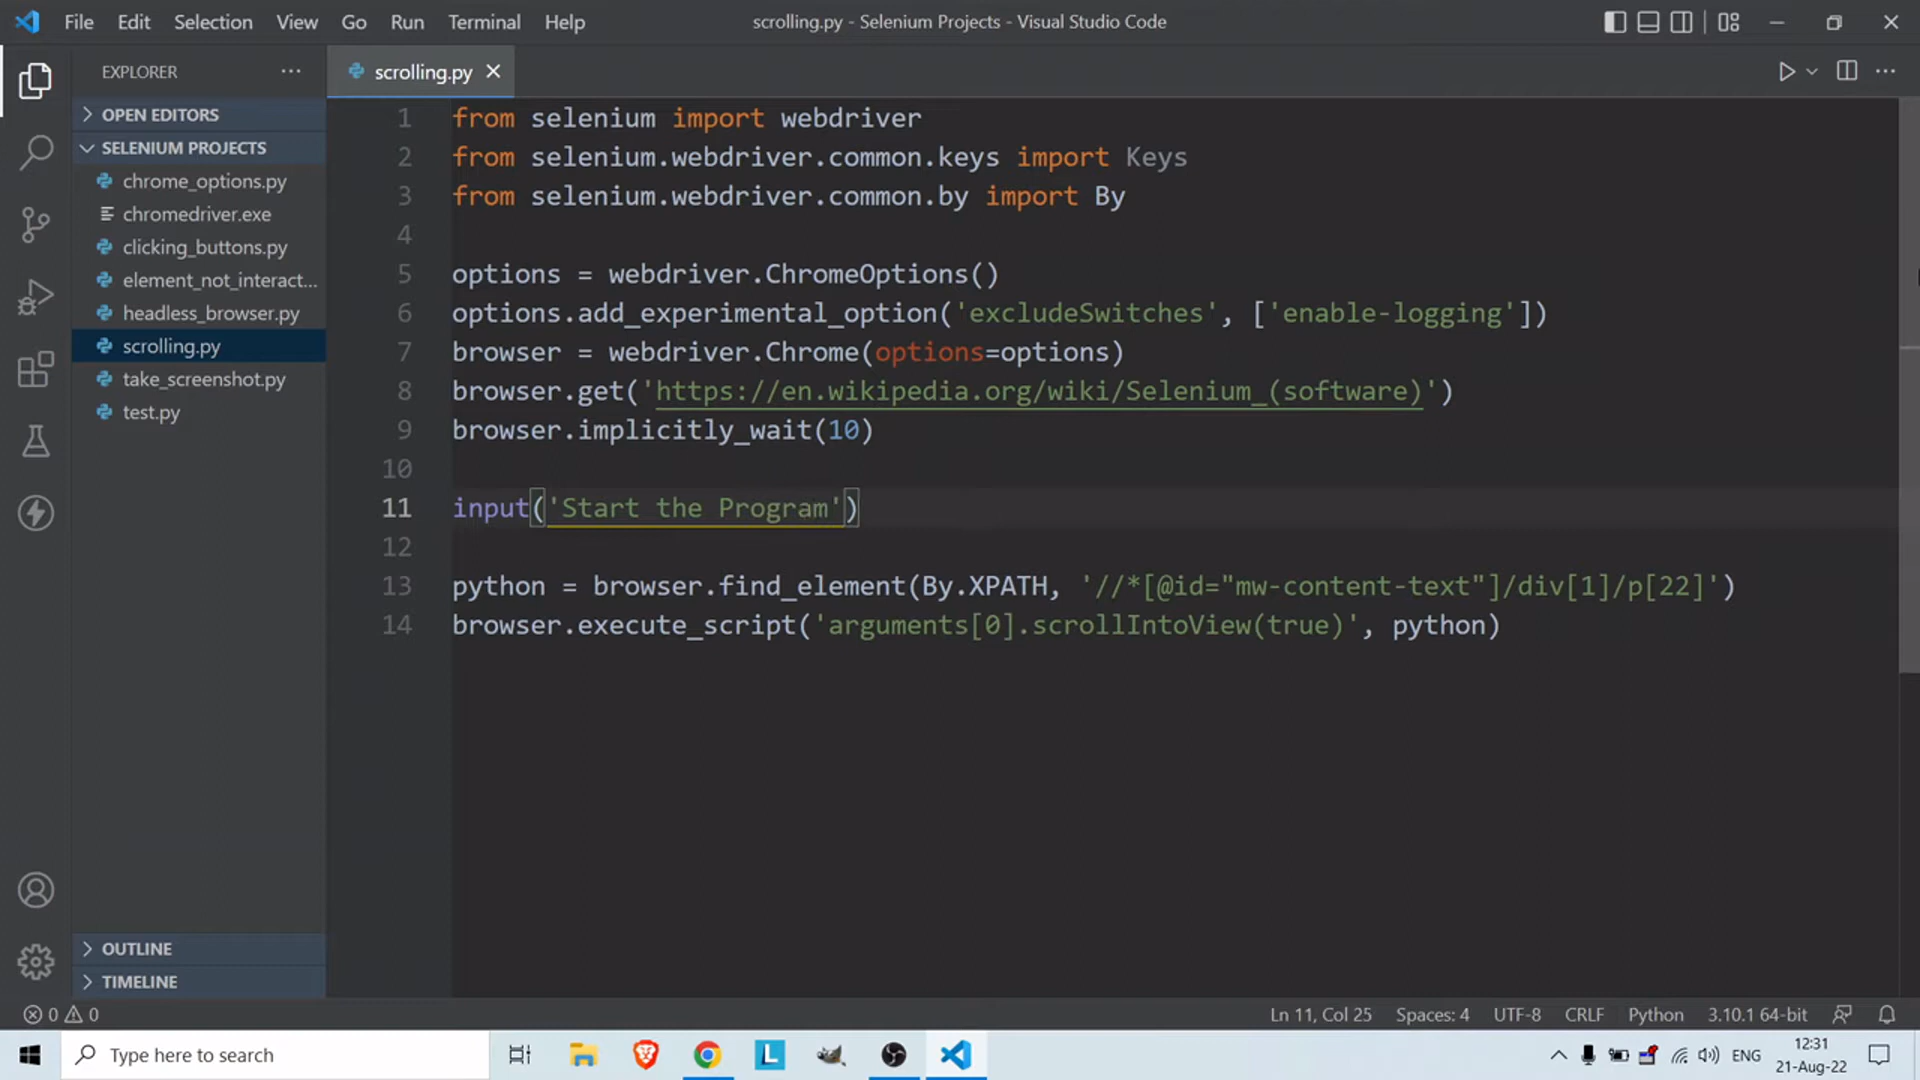 File Edit Selection View Go Run Terminal Help
scrolling.py - Selenium Projects - Visual Studio Code
EXPLORER
scrolling.py
OPEN EDITORS
SELENIUM PROJECTS
chrome_options.py
chromedriver.exe
clicking_buttons.py
element_not_interact...
headless_browser.py
scrolling.py
take_screenshot.py
test.py
OUTLINE
TIMELINE
1 from selenium import webdriver
2 from selenium.webdriver.common.keys import Keys
3 from selenium.webdriver.common.by import By
4
5 options = webdriver.ChromeOptions()
6 options.add_experimental_option('excludeSwitches', ['enable-logging'])
7 browser = webdriver.Chrome(options=options)
8 browser.get('https://en.wikipedia.org/wiki/Selenium_(software)')
9 browser.implicitly_wait(10)
10
11 input('Start the Program')
12
13 python = browser.find_element(By.XPATH, '//*[@id="mw-content-text"]/div[1]/p[22]')
14 browser.execute_script('arguments[0].scrollIntoView(true)', python)
0 0 Ln 11, Col 25 Spaces: 4 UTF-8 CRLF Python 3.10.1 64-bit
Type here to search
L
ENG
12:31
21-Aug-22